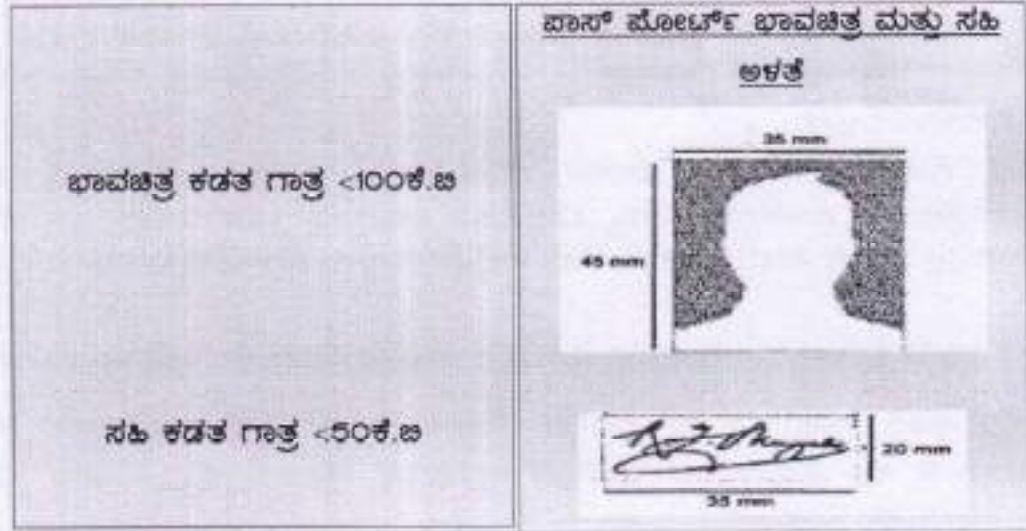 ಪಾಸ್ ಪೋರ್ಟ್ ಭಾವಚಿತ್ರ ಮತ್ತು ಸಹಿ
ಅಳತೆ
ಭಾವಚಿತ್ರ ಕಡತ ಗಾತ್ರ <100ಕೆ.ಬಿ
35 mm
45 mm
ಸಹಿ ಕಡತ ಗಾತ್ರ <50ಕೆ.ಬಿ
20 mm
35 mm